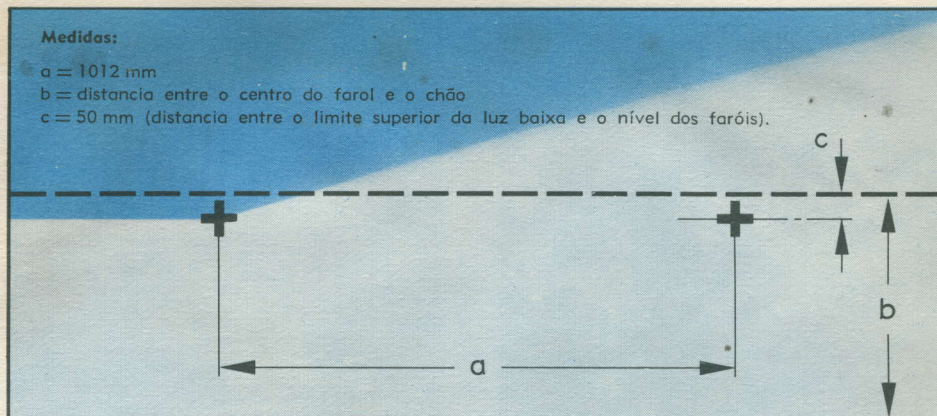 Medidas:
a = 1012 mm
b = distancia entre o centro do farol e o chão
c = 50 mm (distancia entre o limite superior da luz baixa e o nível dos faróis).
c
b
a